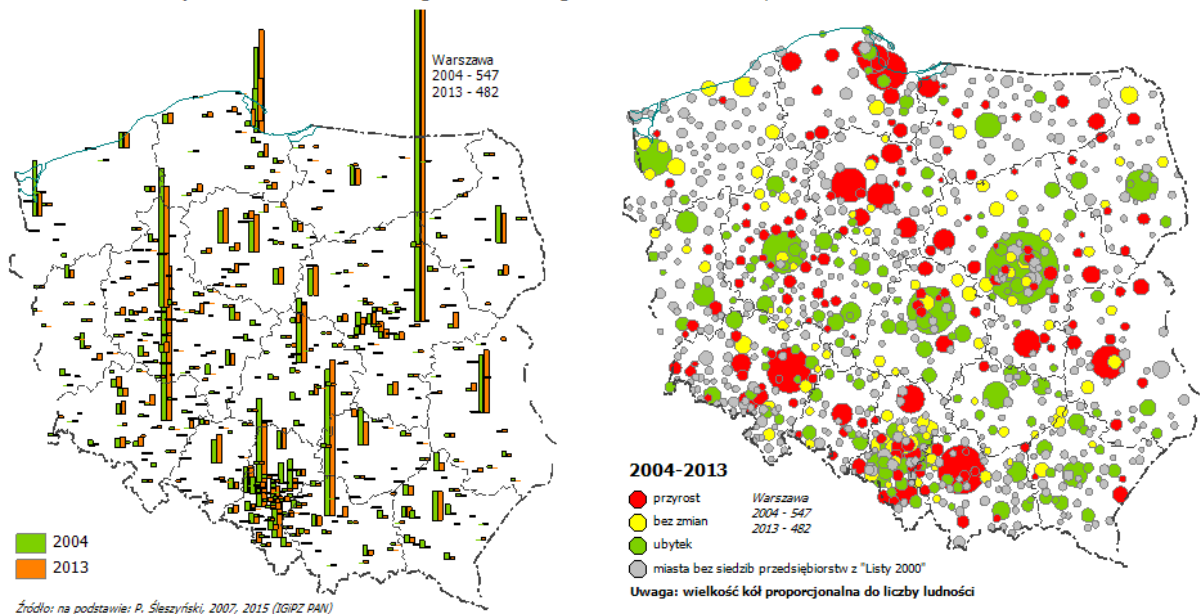 Warszawa
2004 - 547
2013 - 482
2004
2013
Źródło: na podstawie: P. Śleszyński, 2007, 2015 (IGiPZ PAN)
2004-2013
przyrost
bez zmian
ubytek
miasta bez siedzib przedsiębiorstw z "Listy 2000"
Warszawa
2004 - 547
2013 - 482
Uwaga: wielkość kół proporcjonalna do liczby ludności